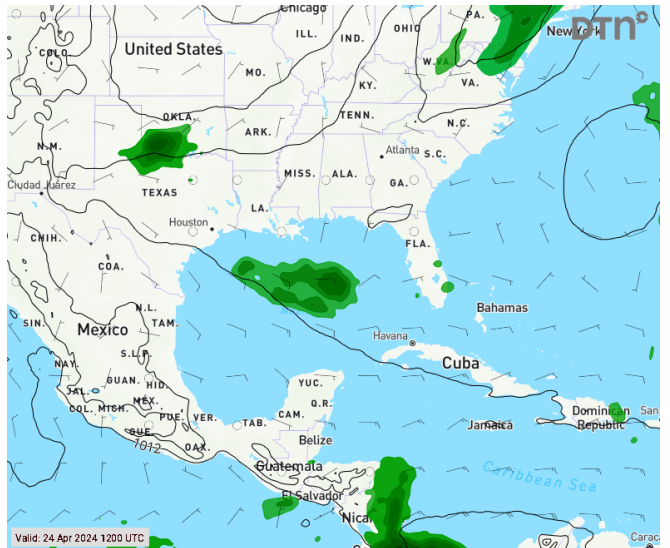 Chicago
PA.
New York
DTN
COLO.
United States
ILL.
IND.
OHIO
W.VA.
MO.
KY.
VA.
OKLA.
TENN.
N.C.
N.M.
ARK.
Atlanta
S.C.
Ciudad Juárez
TEXAS
MISS.
ALA.
GA.
LA.
Houston
CHIH.
COA.
FLA.
N.L.
Bahamas
SIN.
Mexico
TAM.
Havana
S.L.P.
Cuba
NAY.
GUAN.
HID.
YUC.
JAL.
MEX.
Q.R.
COL.
MICH.
PUE.
VER.
CAM.
Dominican
San
TAB.
Jamaica
Republic
GUE.
OAX.
Belize
1012
Guatemala
Caribbean Sea
El Salvador
Nicar
Valid: 24 Apr 2024 1200 UTC
Carac